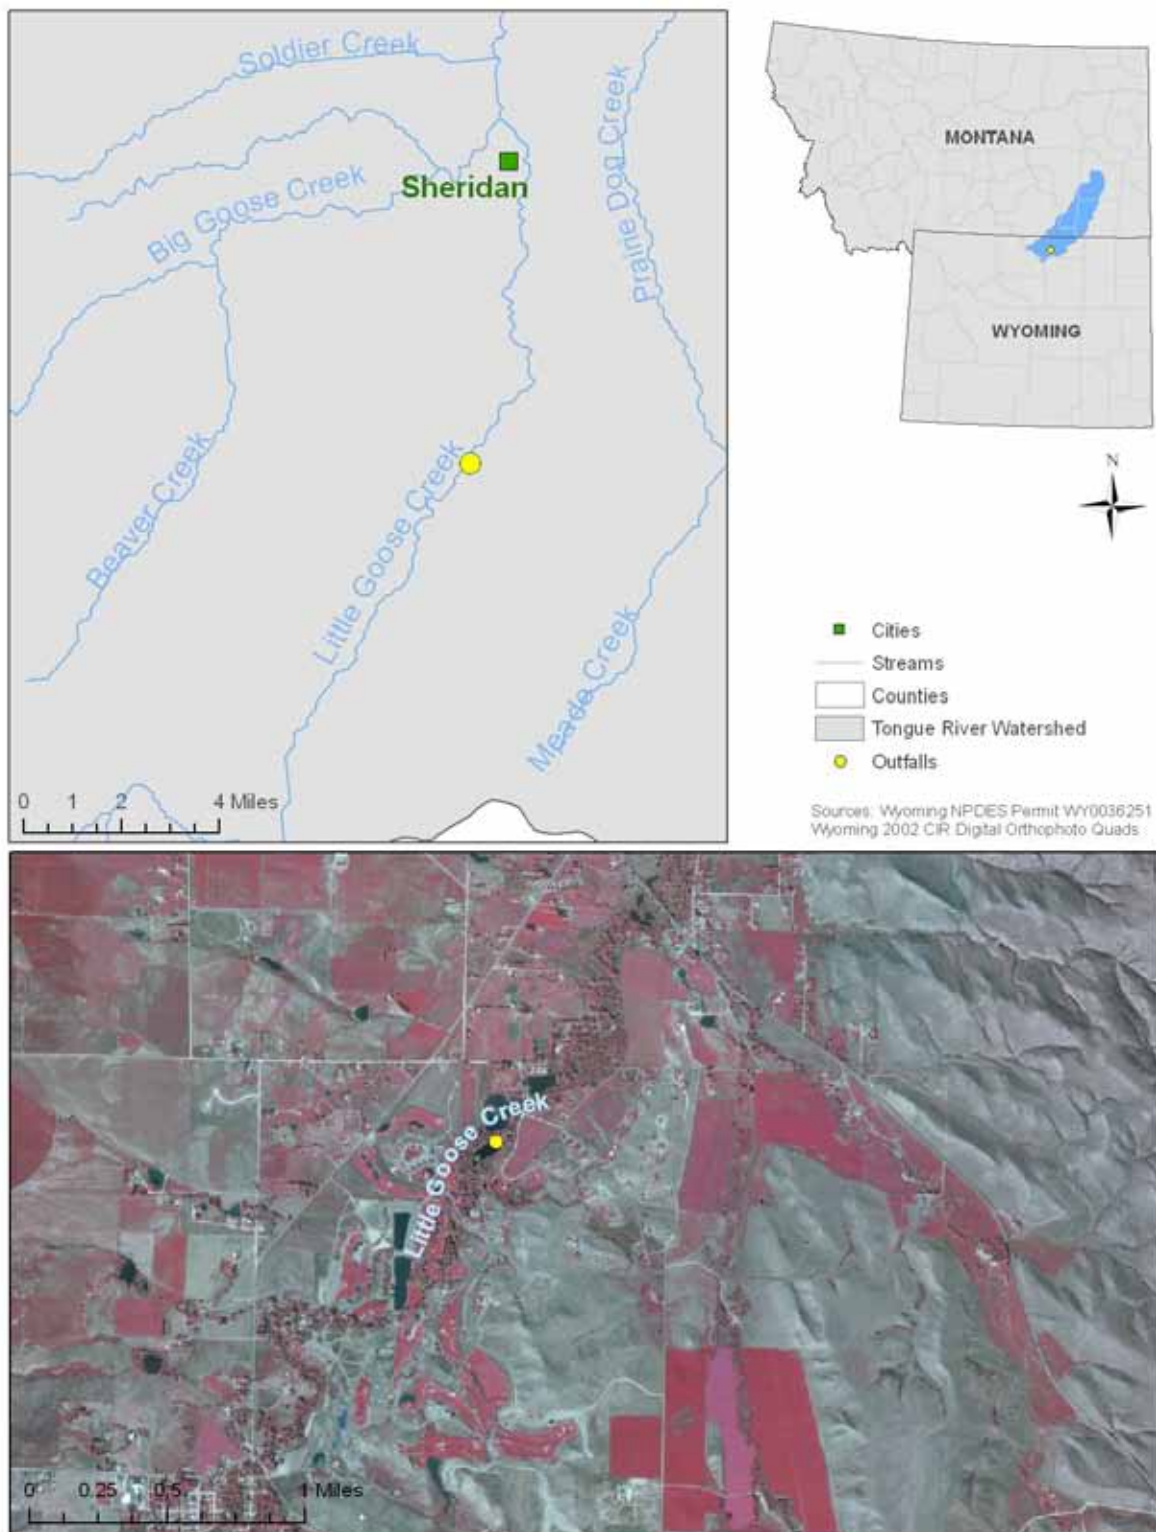 Soldier Creek
Sheridan
Big Goose Creek
Prairie Dog Creek
Beaver Creek
Little Goose Creek
Meade Creek
0 1 2 4 Miles
MONTANA
WYOMING
N
Cities
Streams
Counties
Tongue River Watershed
Outfalls
Sources: Wyoming NPDES Permit WY0036251
Wyoming 2002 CIR Digital Orthophoto Quads
Little Goose Creek
0 0.25 0.5 1 Miles